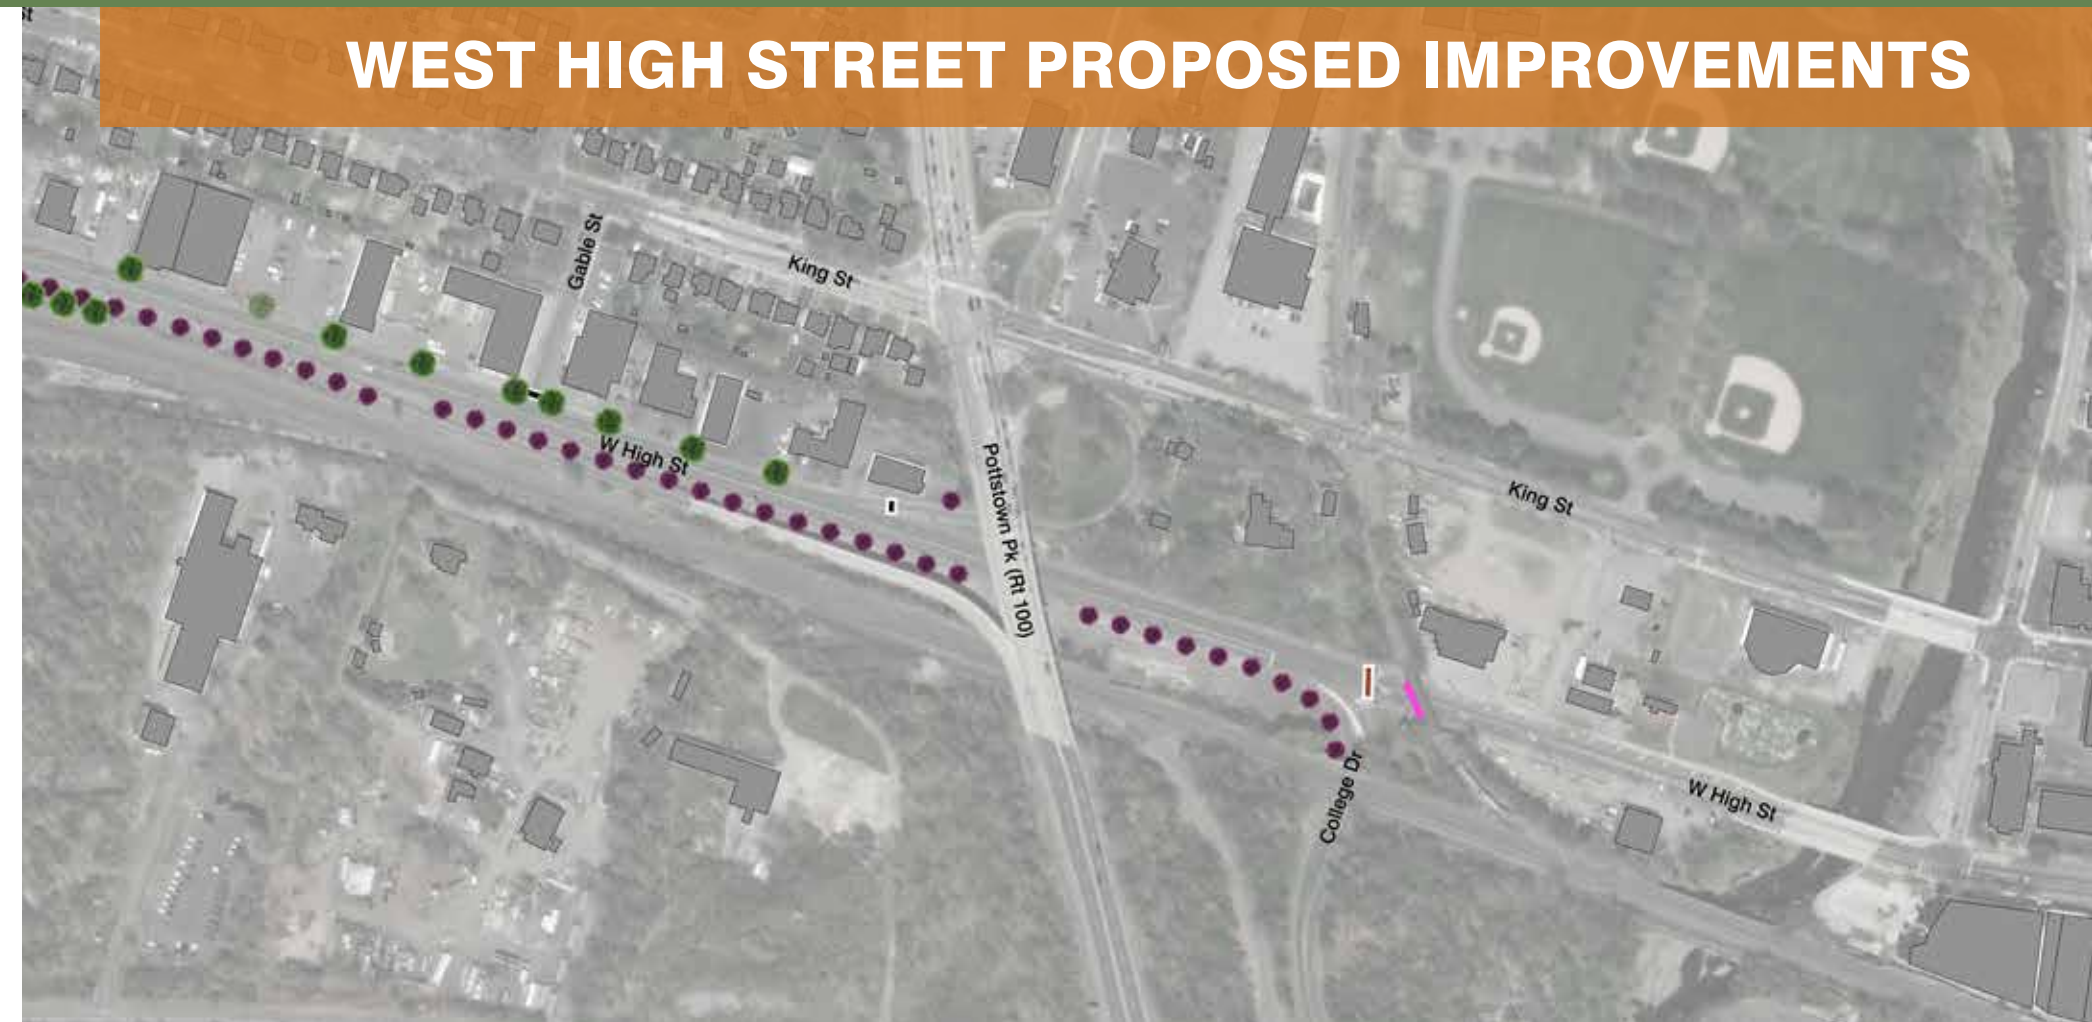 WEST HIGH STREET PROPOSED IMPROVEMENTS
St
Gable St
King St
W High St
Pottstown Pk (Rt 100)
King St
College Dr
W High St